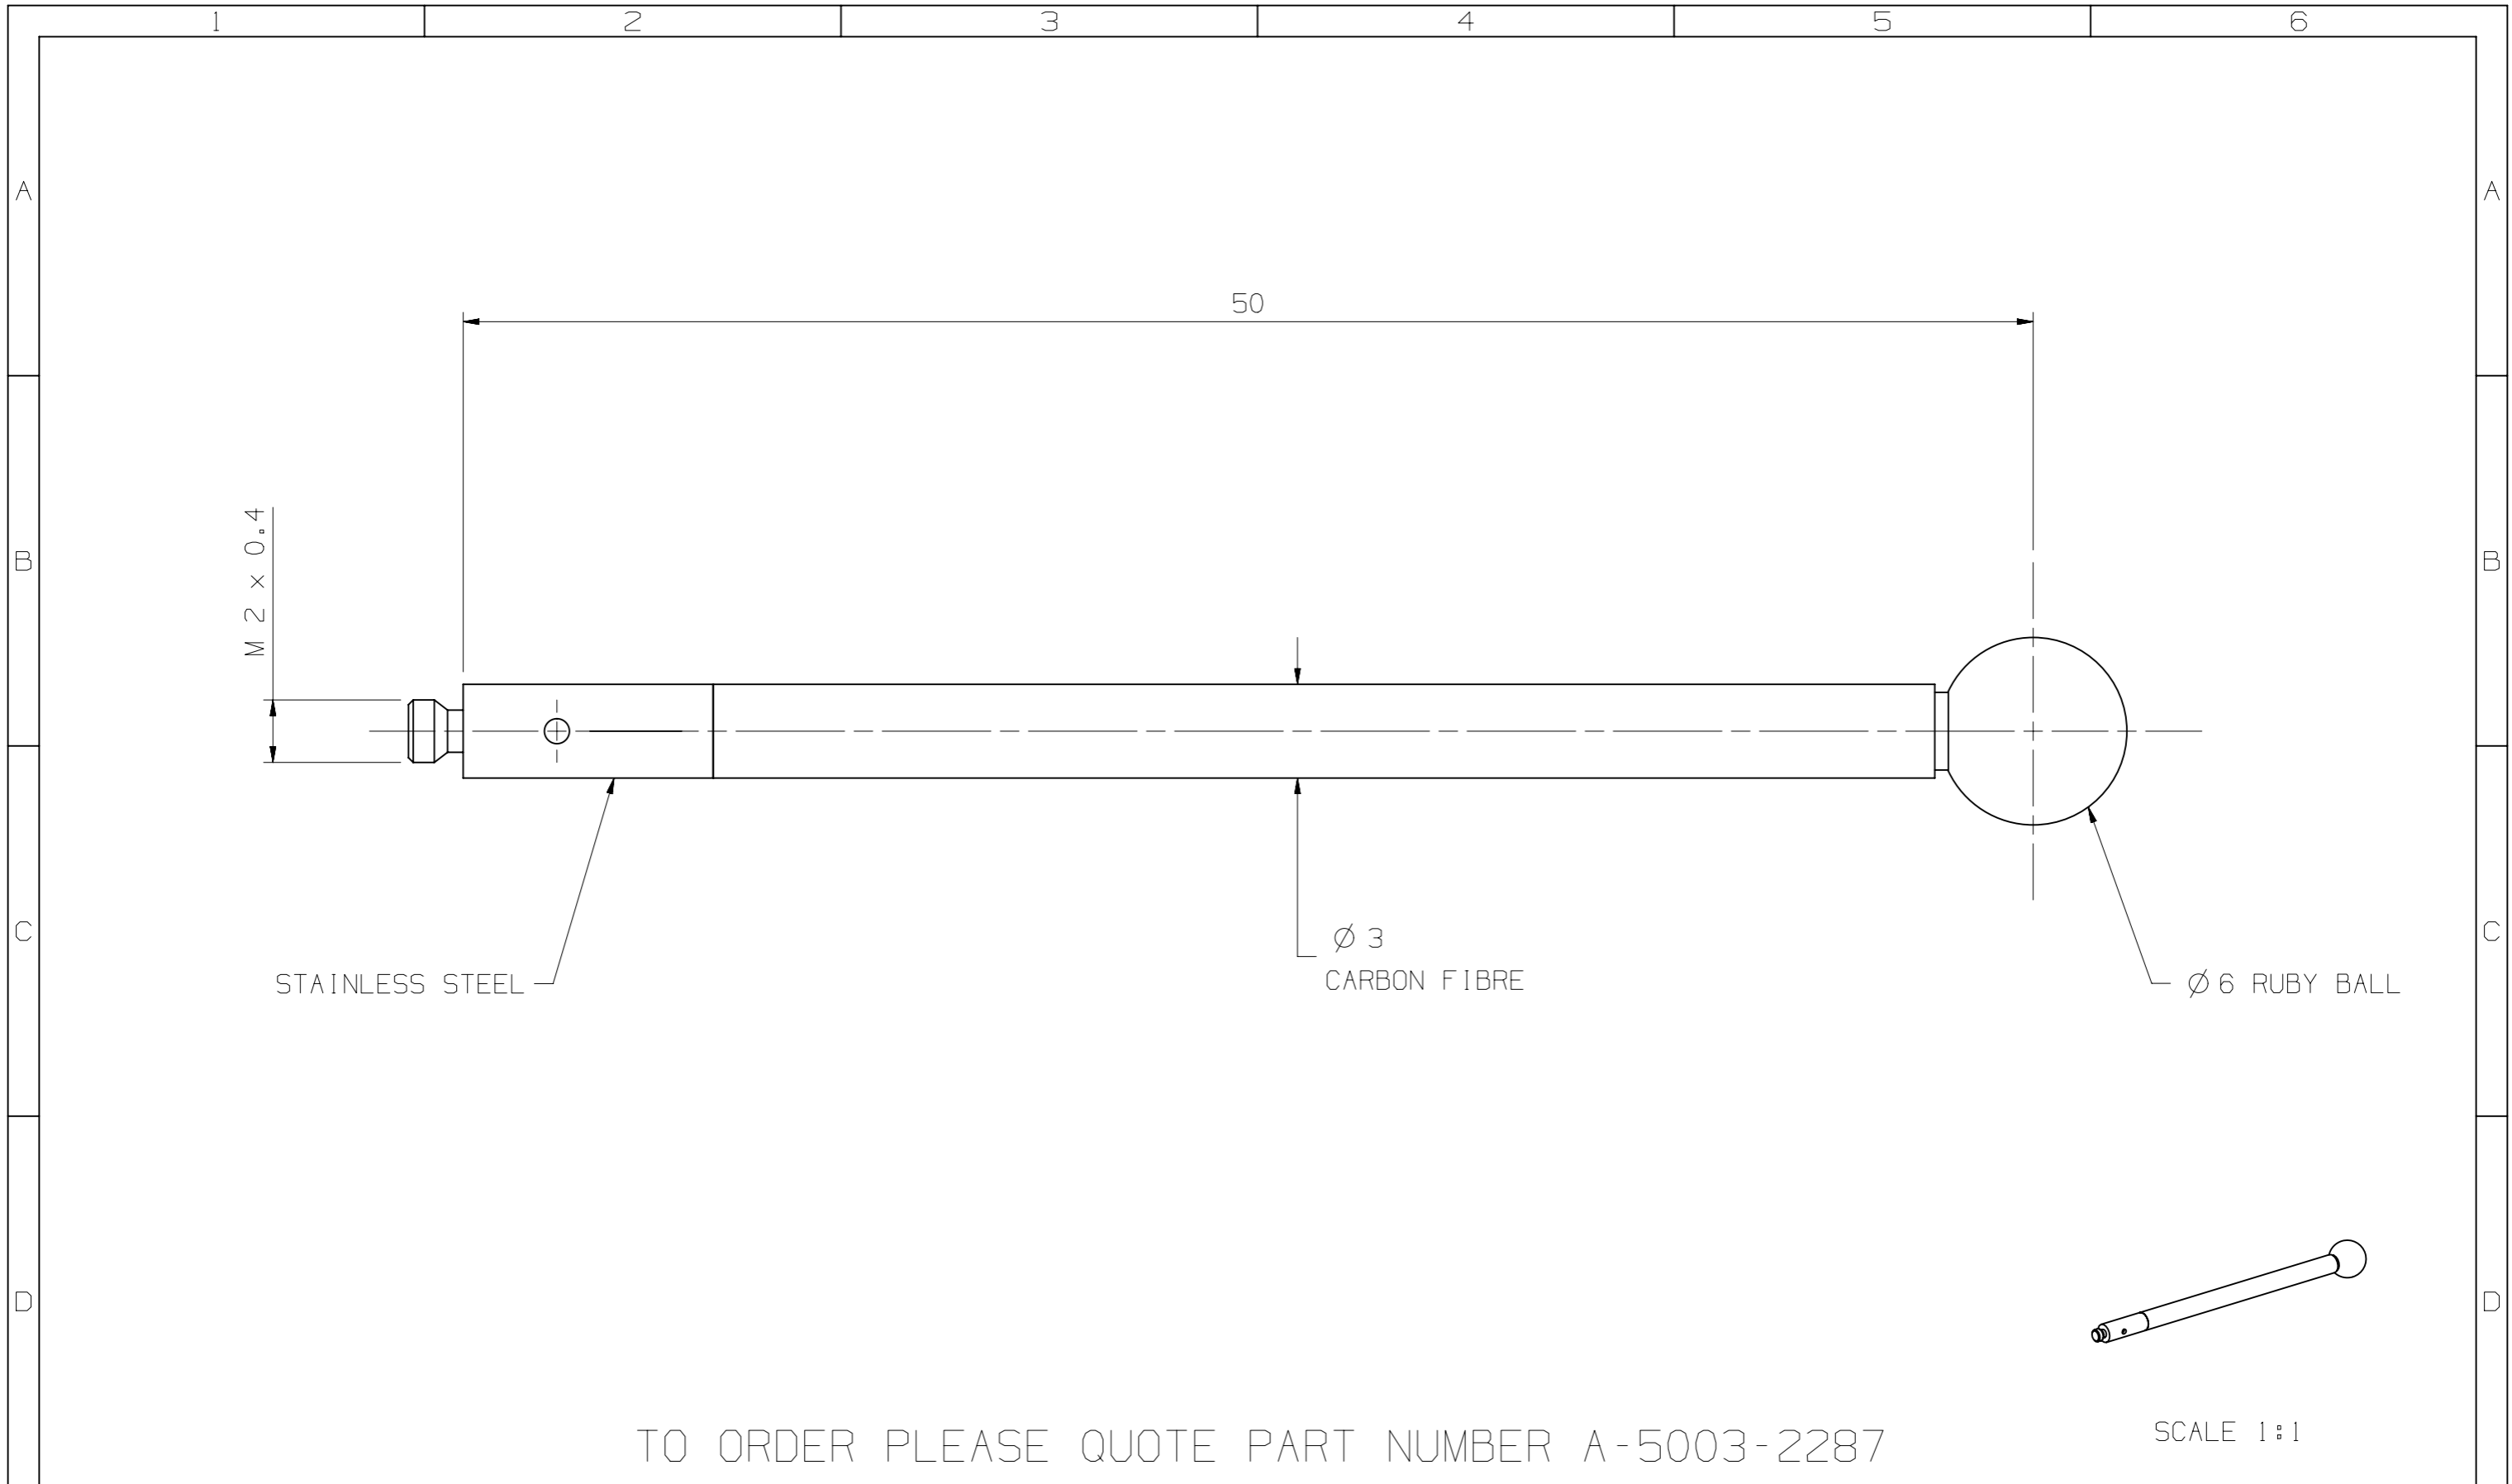 1 2 3 4 5 6
A A
50
M 2 x 0.4
B B
C C
Ø 3
CARBON FIBRE
STAINLESS STEEL
Ø 6 RUBY BALL
D D
SCALE 1:1
TO ORDER PLEASE QUOTE PART NUMBER A-5003-2287